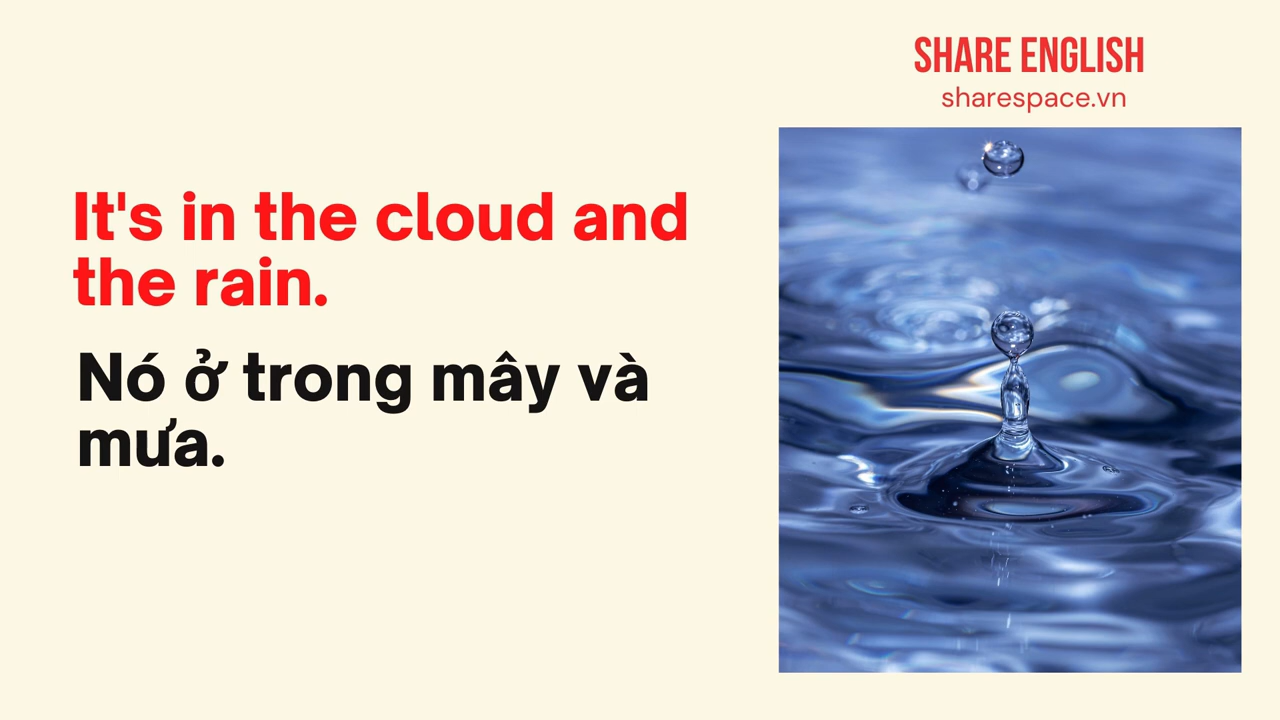 SHARE ENGLISH
sharespace.vn
It's in the cloud and
the rain.
Nó ở trong mây và
mưa.